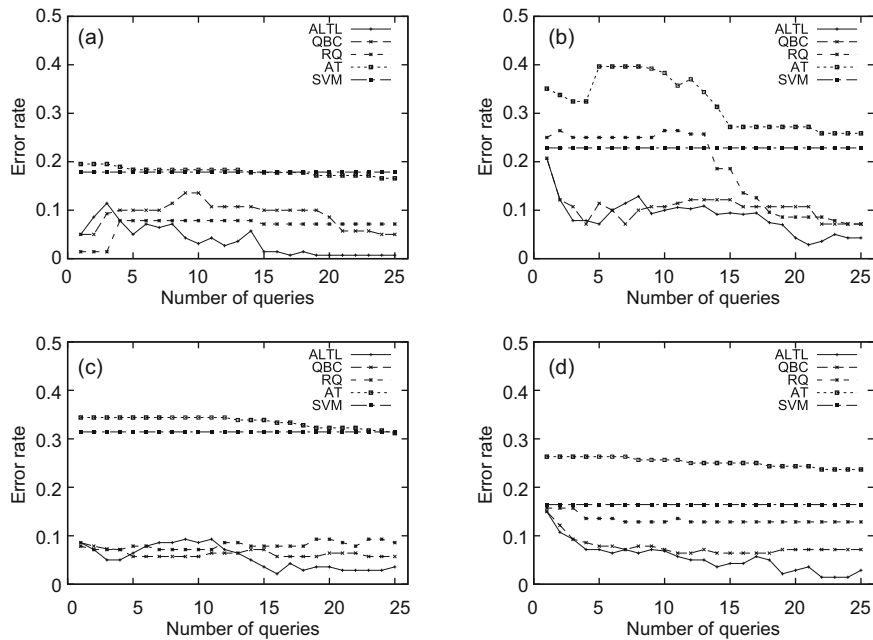 (a)
ALTL
QBC
RQ
AT
SVM
0.5
0.4
0.3
0.2
0.1
0
Error rate
0 5 10 15 20 25
Number of queries
(b)
ALTL
QBC
RQ
AT
SVM
0.5
0.4
0.3
0.2
0.1
0
Error rate
0 5 10 15 20 25
Number of queries
(c)
ALTL
QBC
RQ
AT
SVM
0.5
0.4
0.3
0.2
0.1
0
Error rate
0 5 10 15 20 25
Number of queries
(d)
ALTL
QBC
RQ
AT
SVM
0.5
0.4
0.3
0.2
0.1
0
Error rate
0 5 10 15 20 25
Number of queries